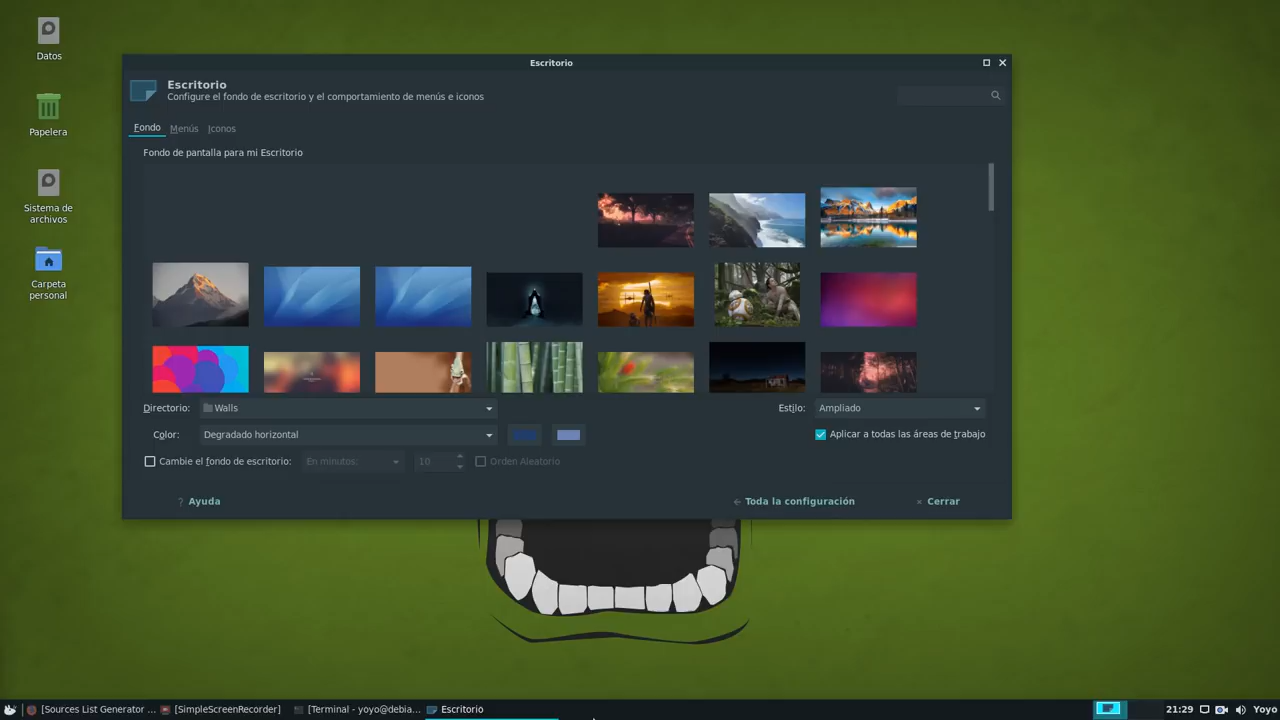 Escritorio
Datos
Papelera
Sistema de
archivos
Carpeta
personal
Escritorio
Configure el fondo de escritorio y el comportamiento de menús e iconos
Fondo Menús Iconos
Fondo de pantalla para mi Escritorio
Directorio: Walls Estilo: Ampliado
Color: Degradado horizontal Aplicar a todas las áreas de trabajo
Cambie el fondo de escritorio: En minutos: 10 Orden Aleatorio
? Ayuda Toda la configuración Cerrar
[Sources List Generator ... [SimpleScreenRecorder] [Terminal - yoyo@debia... Escritorio 21:29 Yoyo